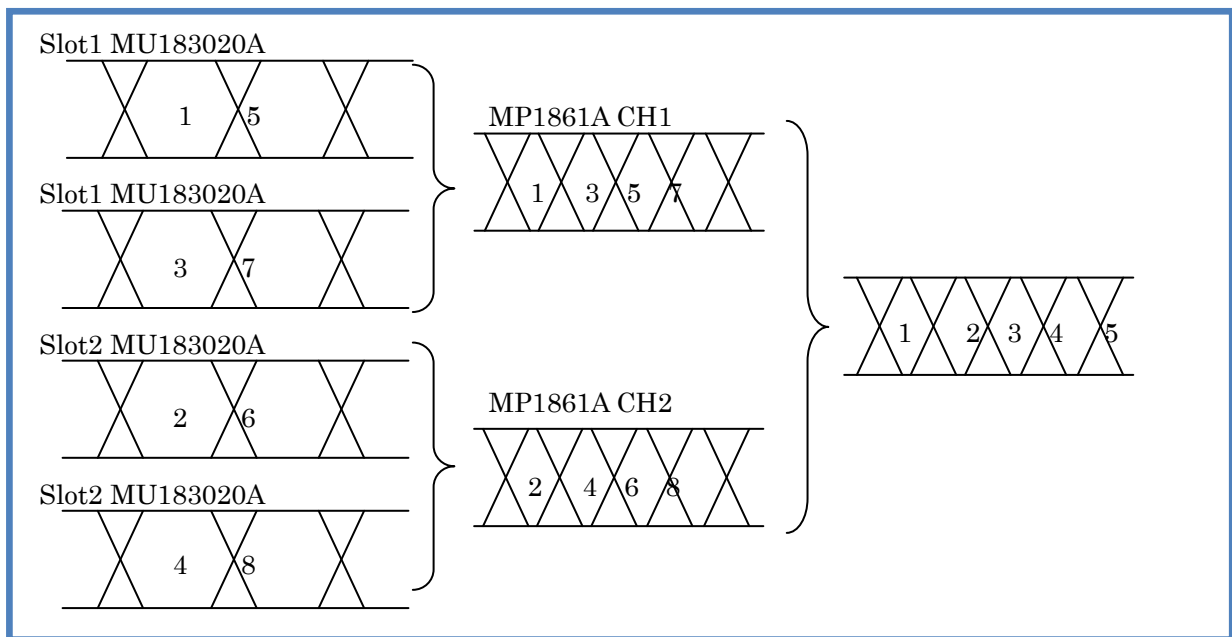 Slot1 MU183020A
1 5
Slot1 MU183020A
3 7
Slot2 MU183020A
2 6
Slot2 MU183020A
4 8
MP1861A CH1
1 3 5 7
MP1861A CH2
2 4 6 8
1 2 3 4 5